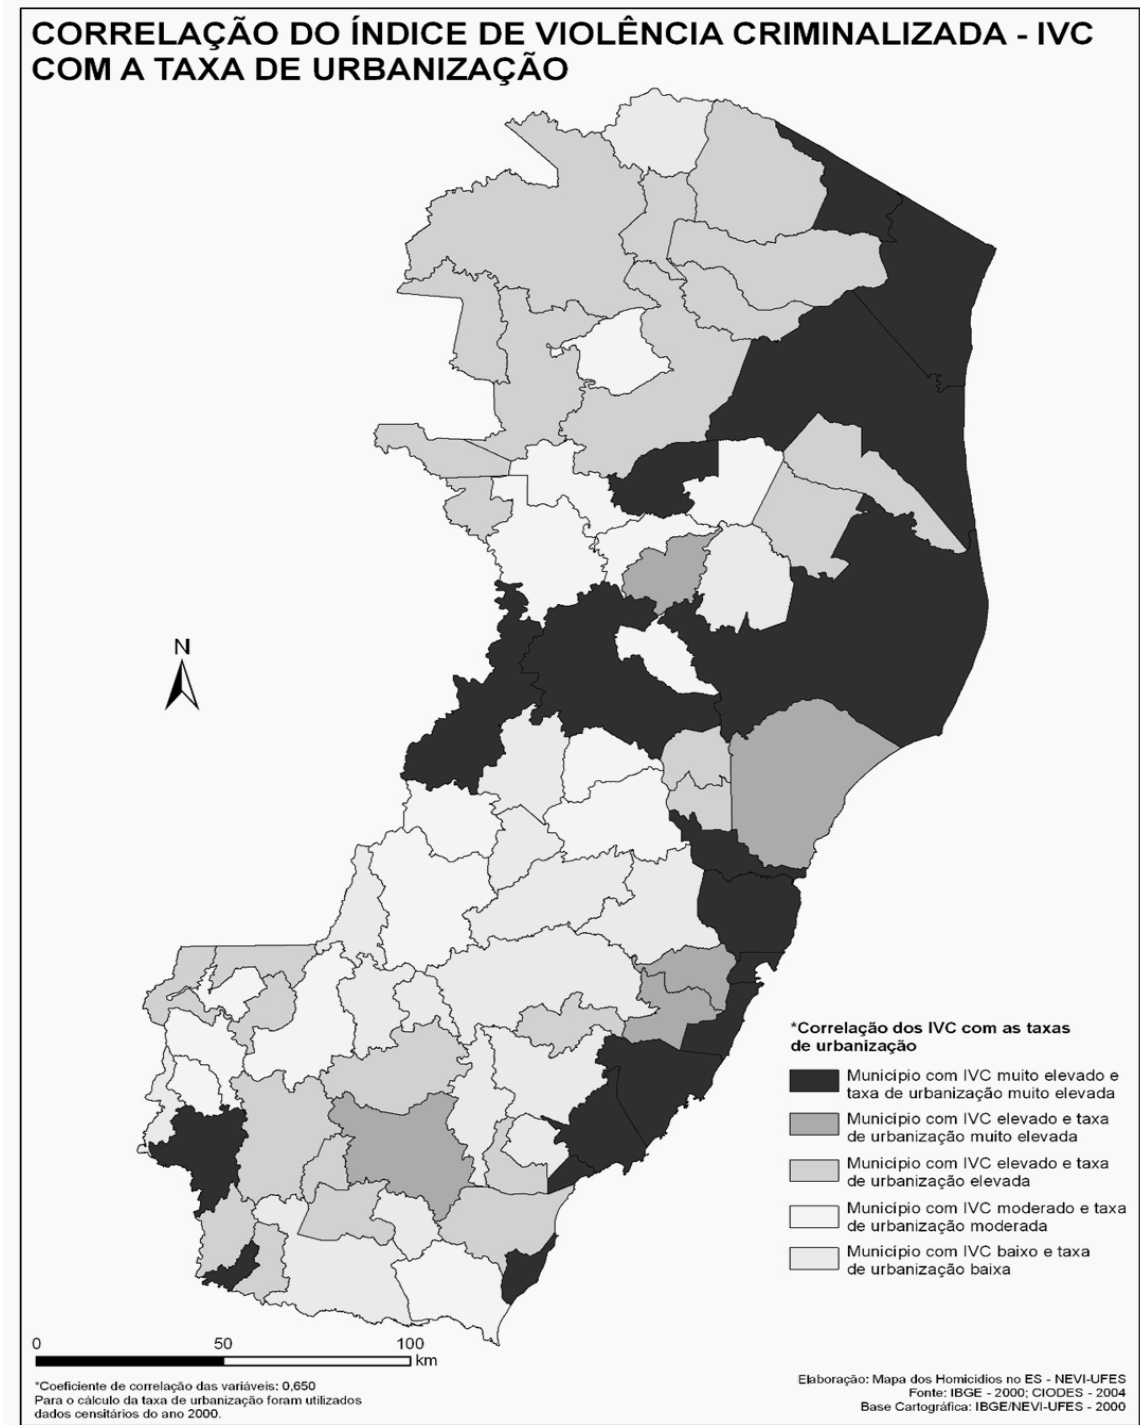 CORRELAÇÃO DO ÍNDICE DE VIOLÊNCIA CRIMINALIZADA - IVC
COM A TAXA DE URBANIZAÇÃO
N
*Correlação dos IVC com as taxas
de urbanização
Município com IVC muito elevado e
taxa de urbanização muito elevada
Município com IVC elevado e taxa
de urbanização muito elevada
Município com IVC elevado e taxa
de urbanização elevada
Município com IVC moderado e taxa
de urbanização moderada
Município com IVC baixo e taxa
de urbanização baixa
0 50 100
km
*Coeficiente de correlação das variáveis: 0,650
Para o cálculo da taxa de urbanização foram utilizados
dados censitários do ano 2000.
Elaboração: Mapa dos Homicídios no ES - NEVI-UFES
Fonte: IBGE - 2000; CIODES - 2004
Base Cartográfica: IBGE/NEVI-UFES - 2000